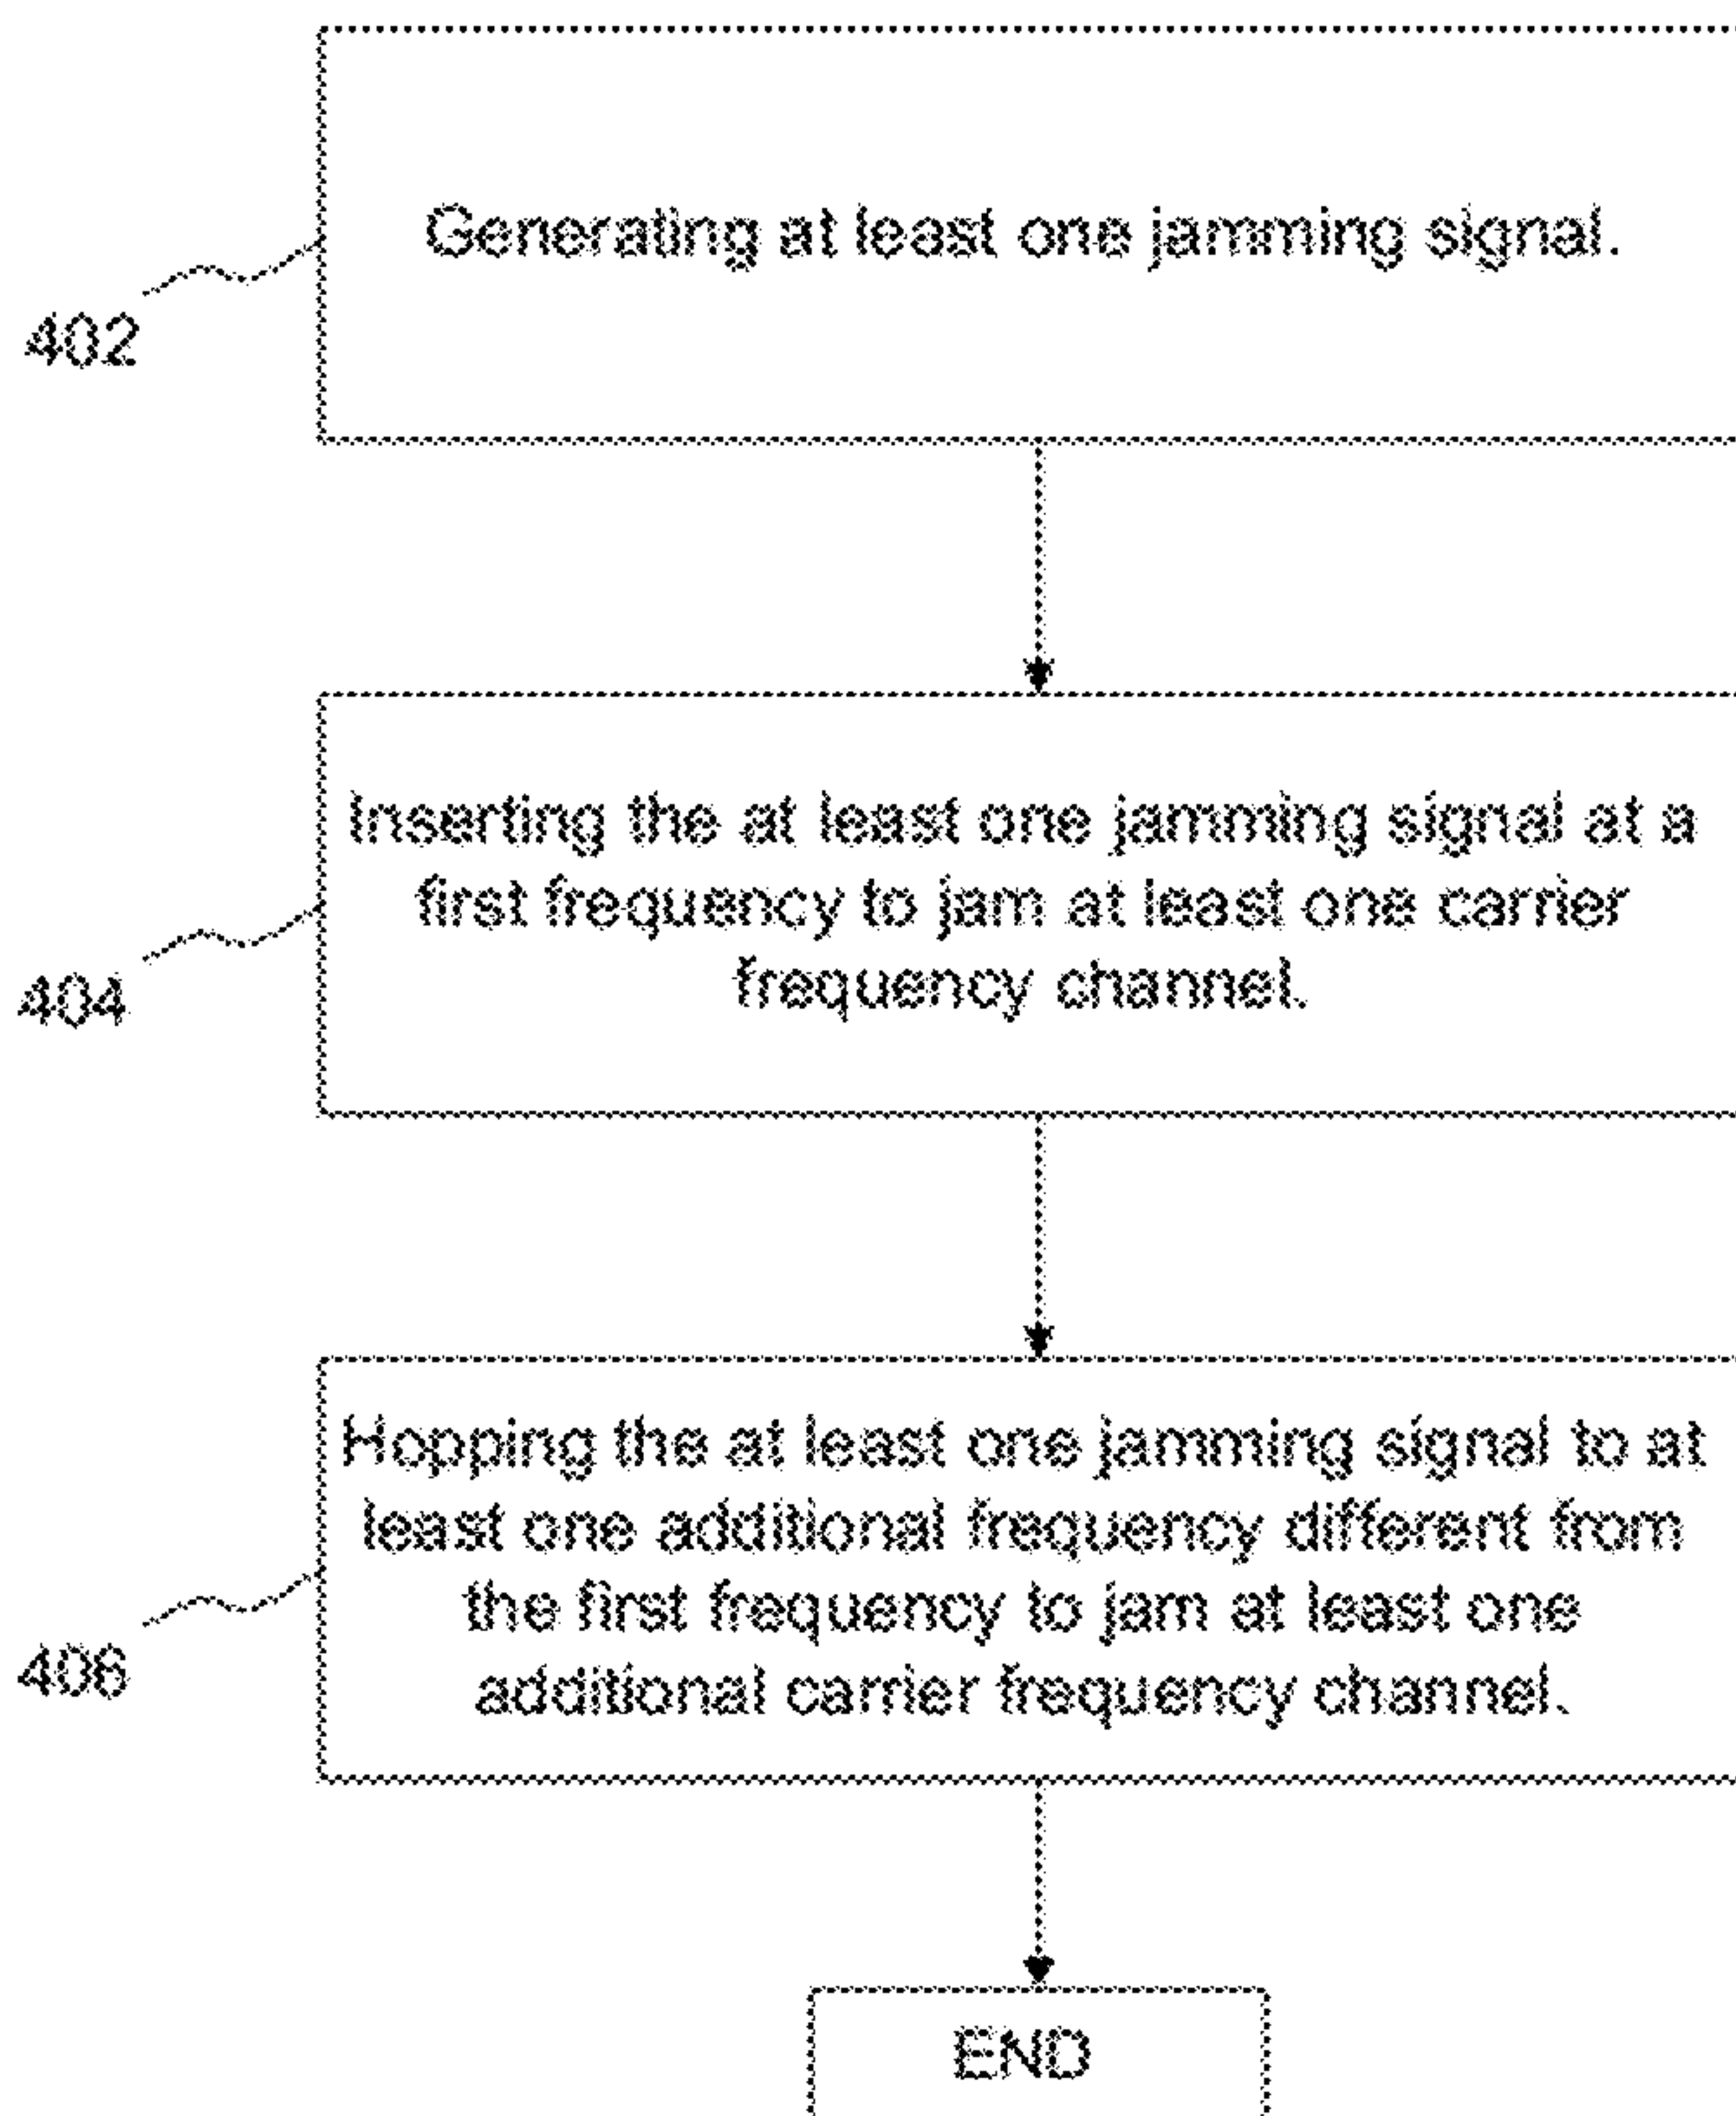 Generating at least one jamming signal.
402
Inserting the at least one jamming signal at a
first frequency to jam at least one carrier
frequency channel.
404
Hopping the at least one jamming signal to at
least one additional frequency different from
the first frequency to jam at least one
additional carrier frequency channel.
406
END